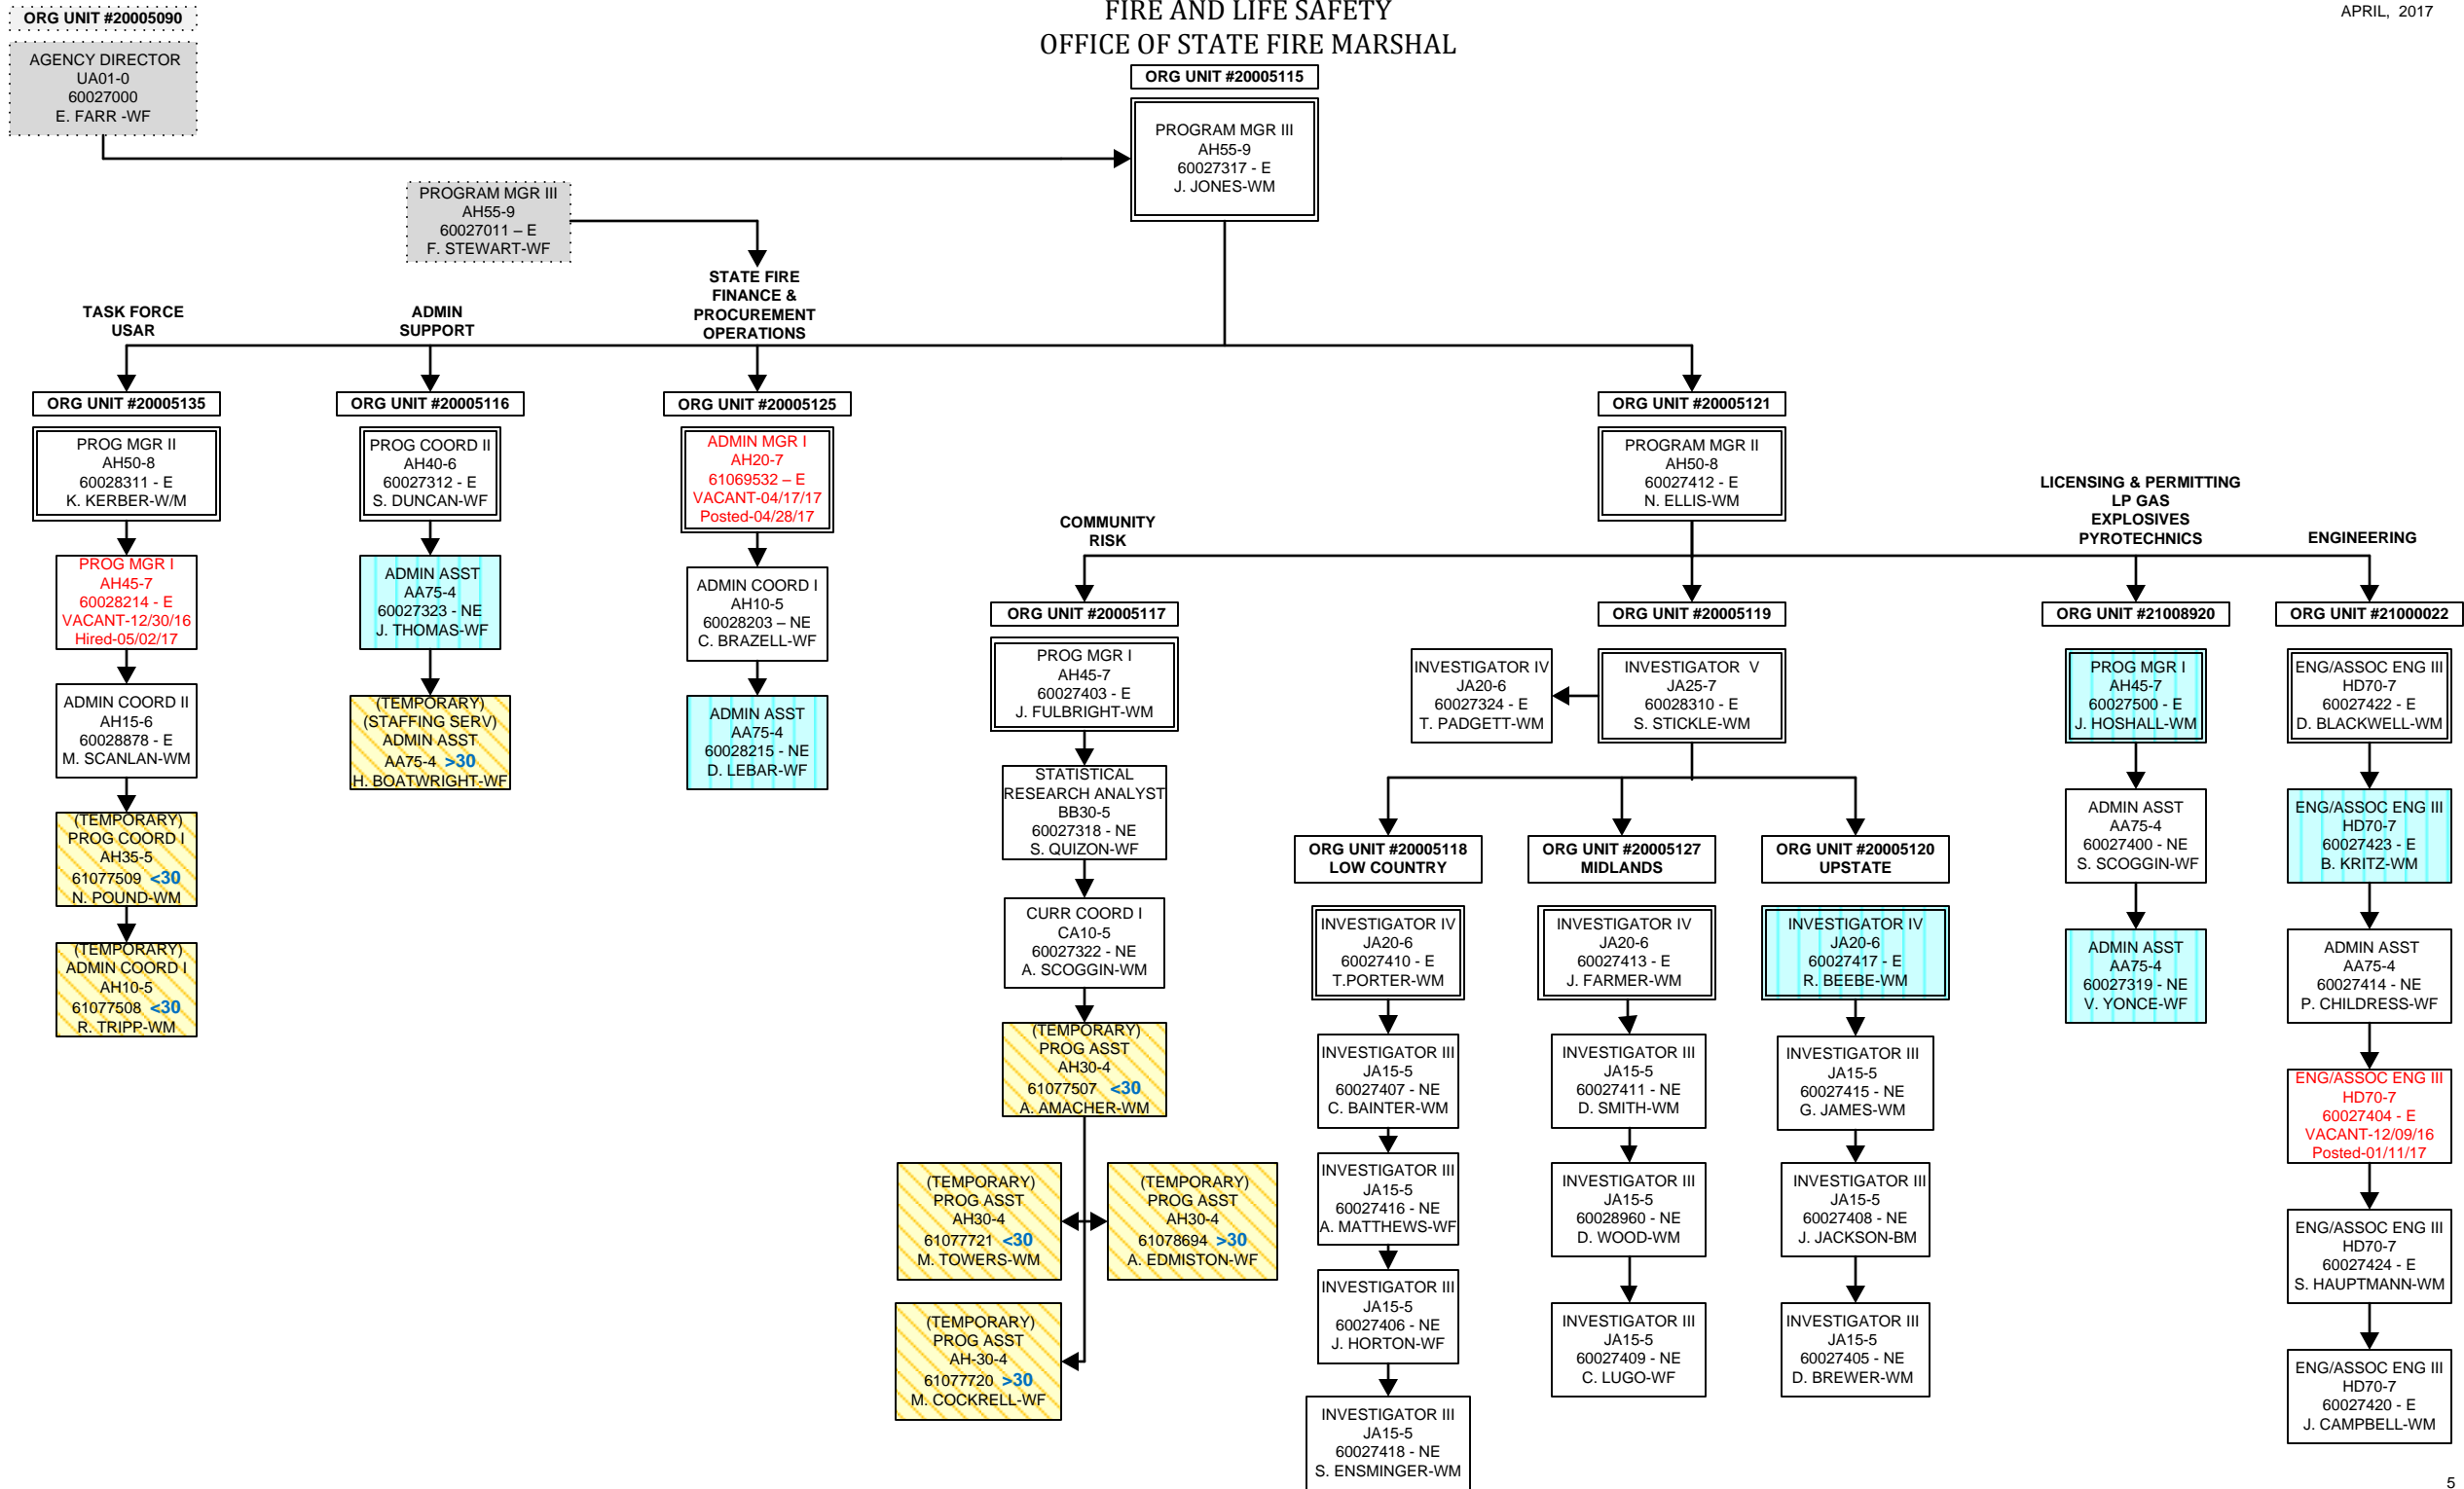 FIRE AND LIFE SAFETY
OFFICE OF STATE FIRE MARSHAL
APRIL, 2017
ORG UNIT #20005090
AGENCY DIRECTOR
UA01-0
60027000
E. FARR -WF
ORG UNIT #20005115
PROGRAM MGR III
AH55-9
60027317 - E
J. JONES-WM
PROGRAM MGR III
AH55-9
60027011 – E
F. STEWART-WF
TASK FORCE
USAR
ORG UNIT #20005135
PROG MGR II
AH50-8
60028311 - E
K. KERBER-W/M
PROG MGR I
AH45-7
60028214 - E
VACANT-12/30/16
Hired-05/02/17
ADMIN COORD II
AH15-6
60028878 - E
M. SCANLAN-WM
(TEMPORARY)
PROG COORD I
AH35-5
61077509 <30
N. POUND-WM
(TEMPORARY)
ADMIN COORD I
AH10-5
61077508 <30
R. TRIPP-WM
ADMIN
SUPPORT
ORG UNIT #20005116
PROG COORD II
AH40-6
60027312 - E
S. DUNCAN-WF
ADMIN ASST
AA75-4
60027323 - NE
J. THOMAS-WF
(TEMPORARY)
(STAFFING SERV)
ADMIN ASST
AA75-4 >30
H. BOATWRIGHT-WF
STATE FIRE
FINANCE &
PROCUREMENT
OPERATIONS
ORG UNIT #20005125
ADMIN MGR I
AH20-7
61069532 – E
VACANT-04/17/17
Posted-04/28/17
ADMIN COORD I
AH10-5
60028203 – NE
C. BRAZELL-WF
ADMIN ASST
AA75-4
60028215 - NE
D. LEBAR-WF
ORG UNIT #20005121
PROGRAM MGR II
AH50-8
60027412 - E
N. ELLIS-WM
COMMUNITY
RISK
ORG UNIT #20005117
PROG MGR I
AH45-7
60027403 - E
J. FULBRIGHT-WM
STATISTICAL
RESEARCH ANALYST
BB30-5
60027318 - NE
S. QUIZON-WF
CURR COORD I
CA10-5
60027322 - NE
A. SCOGGIN-WM
(TEMPORARY)
PROG ASST
AH30-4
61077507 <30
A. AMACHER-WM
(TEMPORARY)
PROG ASST
AH30-4
61077721 <30
M. TOWERS-WM
(TEMPORARY)
PROG ASST
AH30-4
61078694 >30
A. EDMISTON-WF
(TEMPORARY)
PROG ASST
AH-30-4
61077720 >30
M. COCKRELL-WF
ORG UNIT #20005119
INVESTIGATOR IV
JA20-6
60027324 - E
T. PADGETT-WM
INVESTIGATOR V
JA25-7
60028310 - E
S. STICKLE-WM
ORG UNIT #20005118
LOW COUNTRY
INVESTIGATOR IV
JA20-6
60027410 - E
T.PORTER-WM
INVESTIGATOR III
JA15-5
60027407 - NE
C. BAINTER-WM
INVESTIGATOR III
JA15-5
60027416 - NE
A. MATTHEWS-WF
INVESTIGATOR III
JA15-5
60027406 - NE
J. HORTON-WF
INVESTIGATOR III
JA15-5
60027418 - NE
S. ENSMINGER-WM
ORG UNIT #20005127
MIDLANDS
INVESTIGATOR IV
JA20-6
60027413 - E
J. FARMER-WM
INVESTIGATOR III
JA15-5
60027411 - NE
D. SMITH-WM
INVESTIGATOR III
JA15-5
60028960 - NE
D. WOOD-WM
INVESTIGATOR III
JA15-5
60027409 - NE
C. LUGO-WF
ORG UNIT #20005120
UPSTATE
INVESTIGATOR IV
JA20-6
60027417 - E
R. BEEBE-WM
INVESTIGATOR III
JA15-5
60027415 - NE
G. JAMES-WM
INVESTIGATOR III
JA15-5
60027408 - NE
J. JACKSON-BM
INVESTIGATOR III
JA15-5
60027405 - NE
D. BREWER-WM
LICENSING & PERMITTING
LP GAS
EXPLOSIVES
PYROTECHNICS
ORG UNIT #21008920
PROG MGR I
AH45-7
60027500 - E
J. HOSHALL-WM
ADMIN ASST
AA75-4
60027400 - NE
S. SCOGGIN-WF
ADMIN ASST
AA75-4
60027319 - NE
V. YONCE-WF
ENGINEERING
ORG UNIT #21000022
ENG/ASSOC ENG III
HD70-7
60027422 - E
D. BLACKWELL-WM
ENG/ASSOC ENG III
HD70-7
60027423 - E
B. KRITZ-WM
ADMIN ASST
AA75-4
60027414 - NE
P. CHILDRESS-WF
ENG/ASSOC ENG III
HD70-7
60027404 - E
VACANT-12/09/16
Posted-01/11/17
ENG/ASSOC ENG III
HD70-7
60027424 - E
S. HAUPTMANN-WM
ENG/ASSOC ENG III
HD70-7
60027420 - E
J. CAMPBELL-WM
5